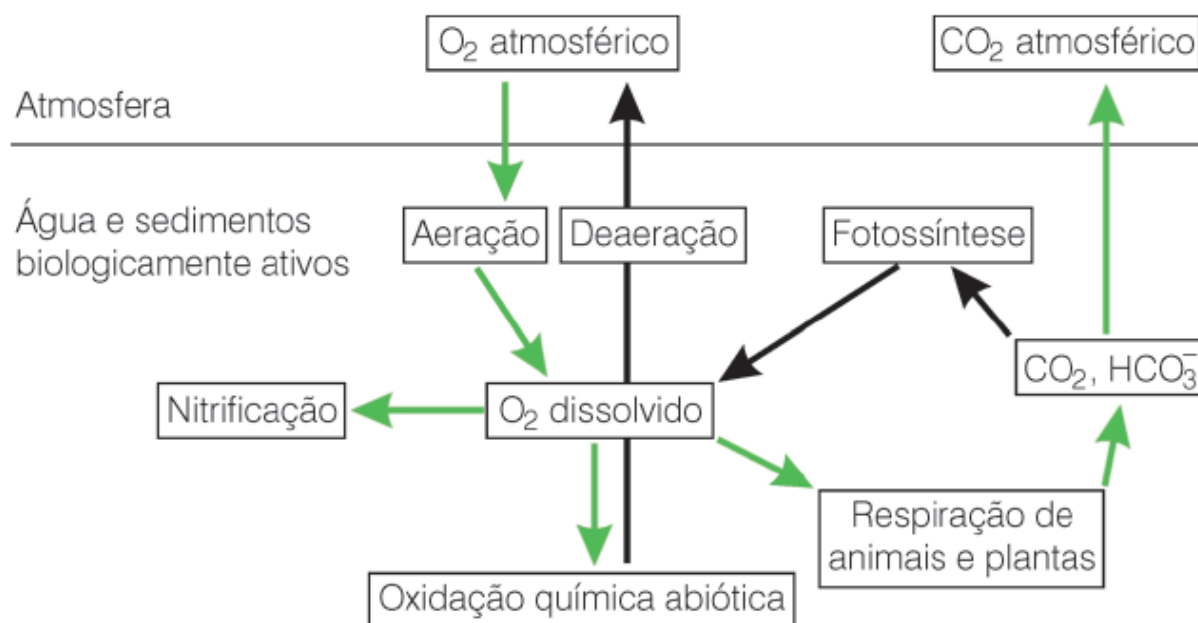 O₂ atmosférico
CO₂ atmosférico
Atmosfera
Água e sedimentos
biologicamente ativos
Aeração
Deaeração
Fotossíntese
CO₂, HCO₃⁻
Nitrificação
O₂ dissolvido
Respiração de
animais e plantas
Oxidação química abiótica